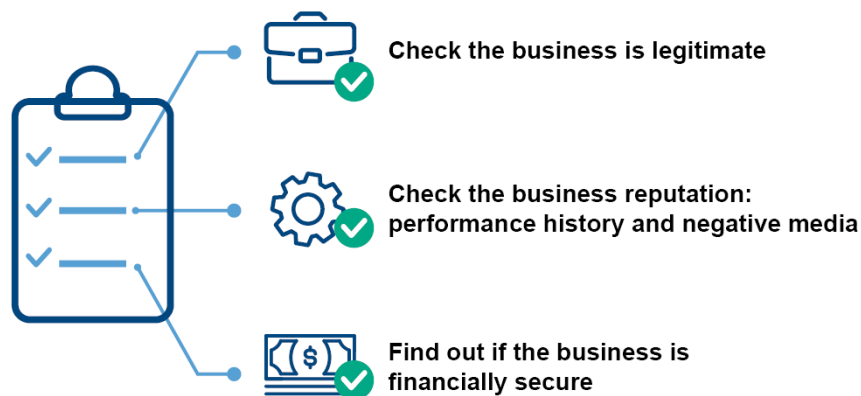 Check the business is legitimate
Check the business reputation:
performance history and negative media
$
Find out if the business is
financially secure